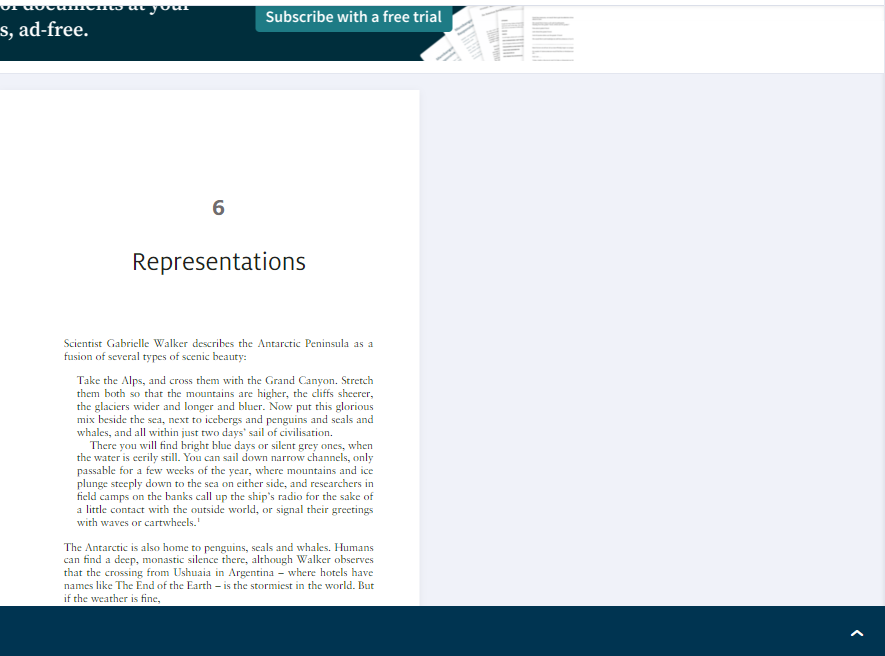 of documents at your
s, ad-free.
Subscribe with a free trial
6
Representations
Scientist Gabrielle Walker describes the Antarctic Peninsula as a
fusion of several types of scenic beauty:
Take the Alps, and cross them with the Grand Canyon. Stretch
them both so that the mountains are higher, the cliffs sheerer,
the glaciers wider and longer and bluer. Now put this glorious
mix beside the sea, next to icebergs and penguins and seals and
whales, and all within just two days' sail of civilisation.
There you will find bright blue days or silent grey ones, when
the water is eerily still. You can sail down narrow channels, only
passable for a few weeks of the year, where mountains and ice
plunge steeply down to the sea on either side, and researchers in
field camps on the banks call up the ship's radio for the sake of
a little contact with the outside world, or signal their greetings
with waves or cartwheels.¹
The Antarctic is also home to penguins, seals and whales. Humans
can find a deep, monastic silence there, although Walker observes
that the crossing from Ushuaia in Argentina – where hotels have
names like The End of the Earth – is the stormiest in the world. But
if the weather is fine,